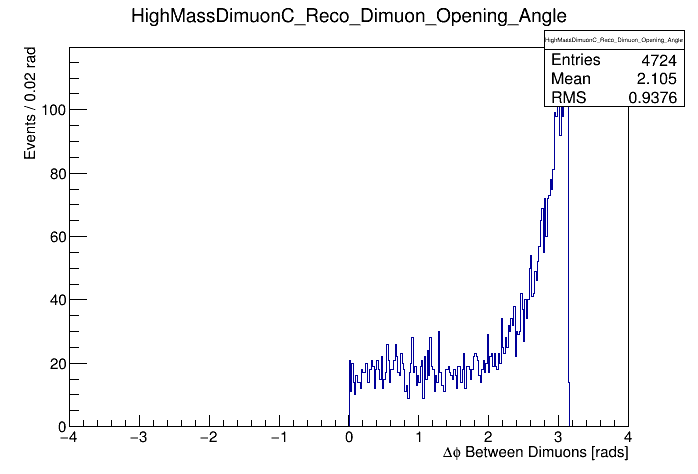 HighMassDimuonC_Reco_Dimuon_Opening_Angle
HighMassDimuonC_Reco_Dimuon_Opening_Angle
Entries 4724
Mean 2.105
RMS 0.9376
Events / 0.02 rad
100
80
60
40
20
0
−4 −3 −2 −1 0 1 2 3 4
Δϕ Between Dimuons [rads]